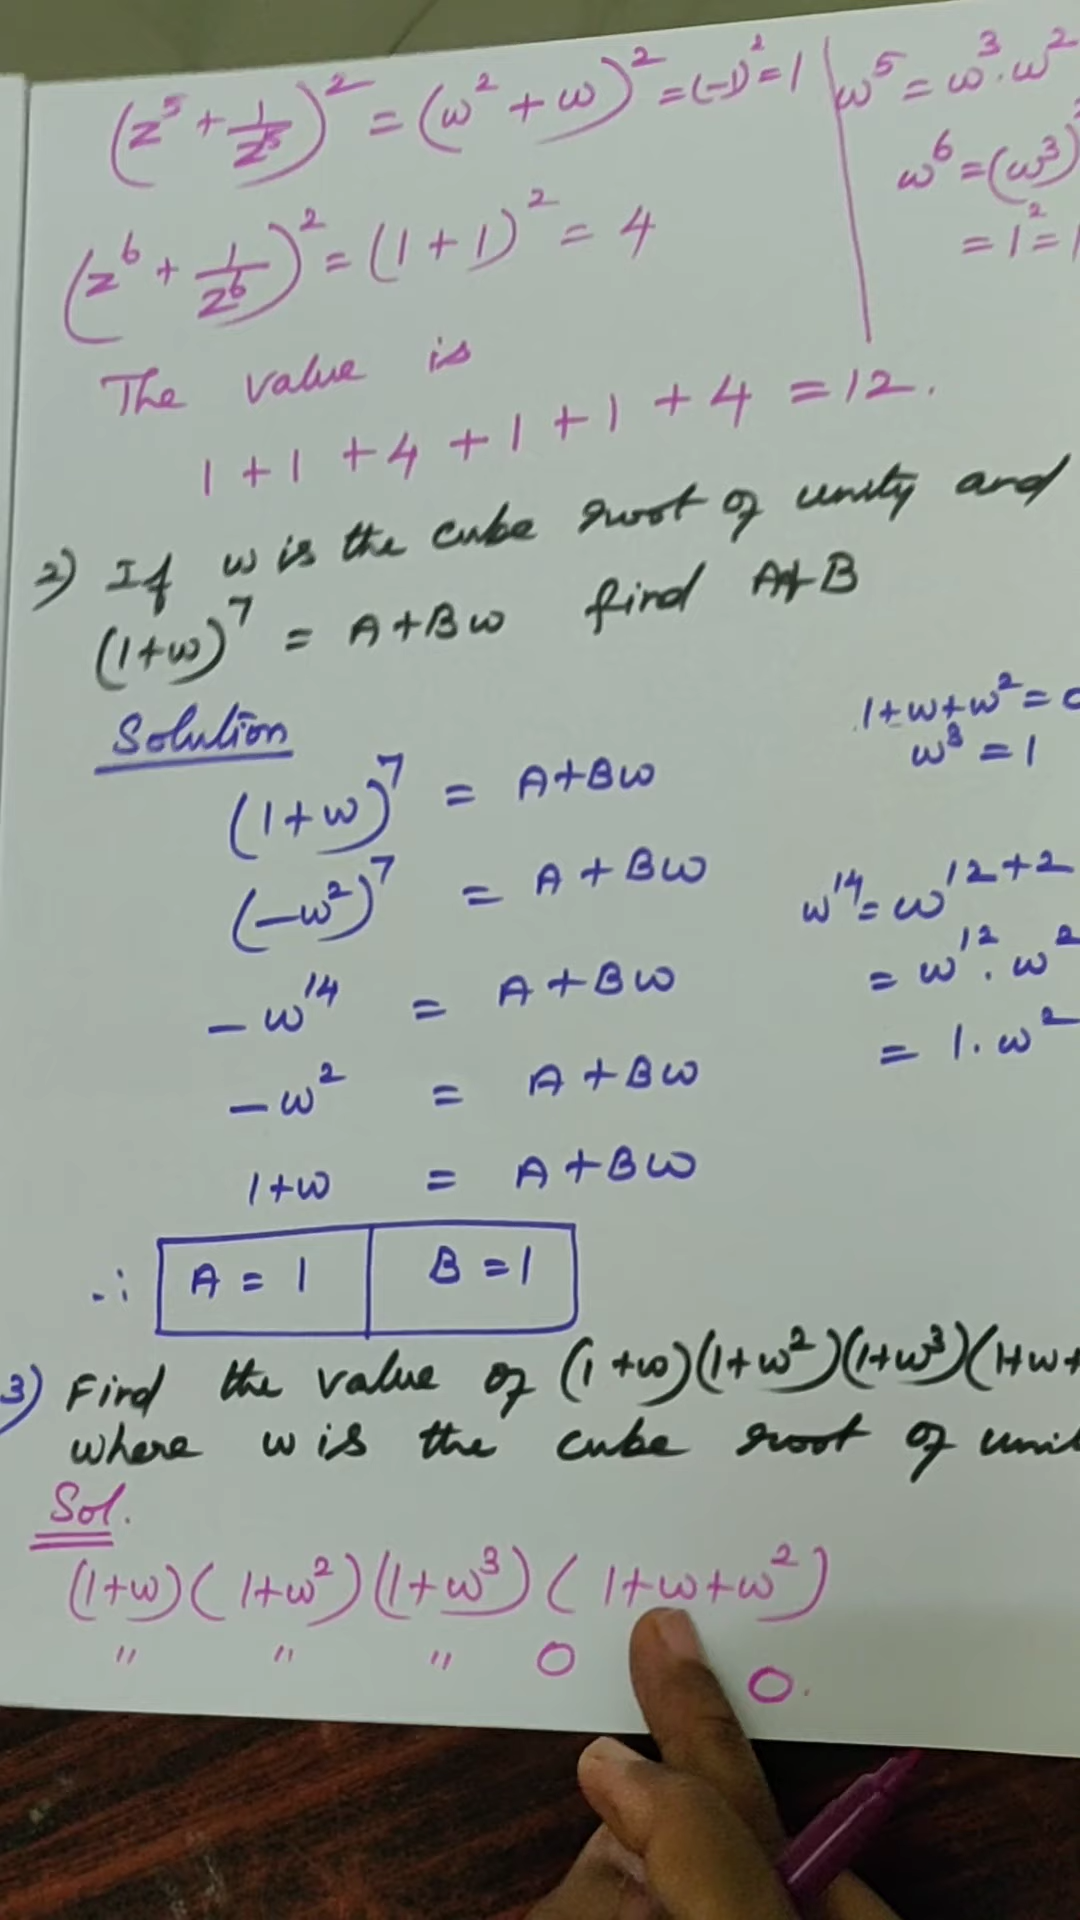 (z⁵ + 1/z⁵)² = (ω² + ω)² = (-1)² = 1
ω⁵ = ω³. ω²
ω⁶ = (ω³)
= 1² = 1
(z⁶ + 1/z⁶)² = (1 + 1)² = 4
The value is
1 + 1 + 4 + 1 + 1 + 4 = 12.
2) If ω is the cube root of unity and
(1+ω)⁷ = A+Bω find A+B
Solution
1+ω+ω² = 0
ω³ = 1
(1+ω)⁷ = A+Bω
(-ω²)⁷ = A + Bω
ω¹⁴ = ω¹²⁺²
= ω¹². ω²
= 1. ω²
-ω¹⁴ = A + Bω
-ω² = A + Bω
1+ω = A + Bω
∴ A = 1 B = 1
3) Find the value of (1+ω)(1+ω²)(1+ω³)(1+ω+
where ω is the cube root of uni
Sol.
(1+ω)(1+ω²)(1+ω³)(1+ω+ω²)
" " " 0 0.